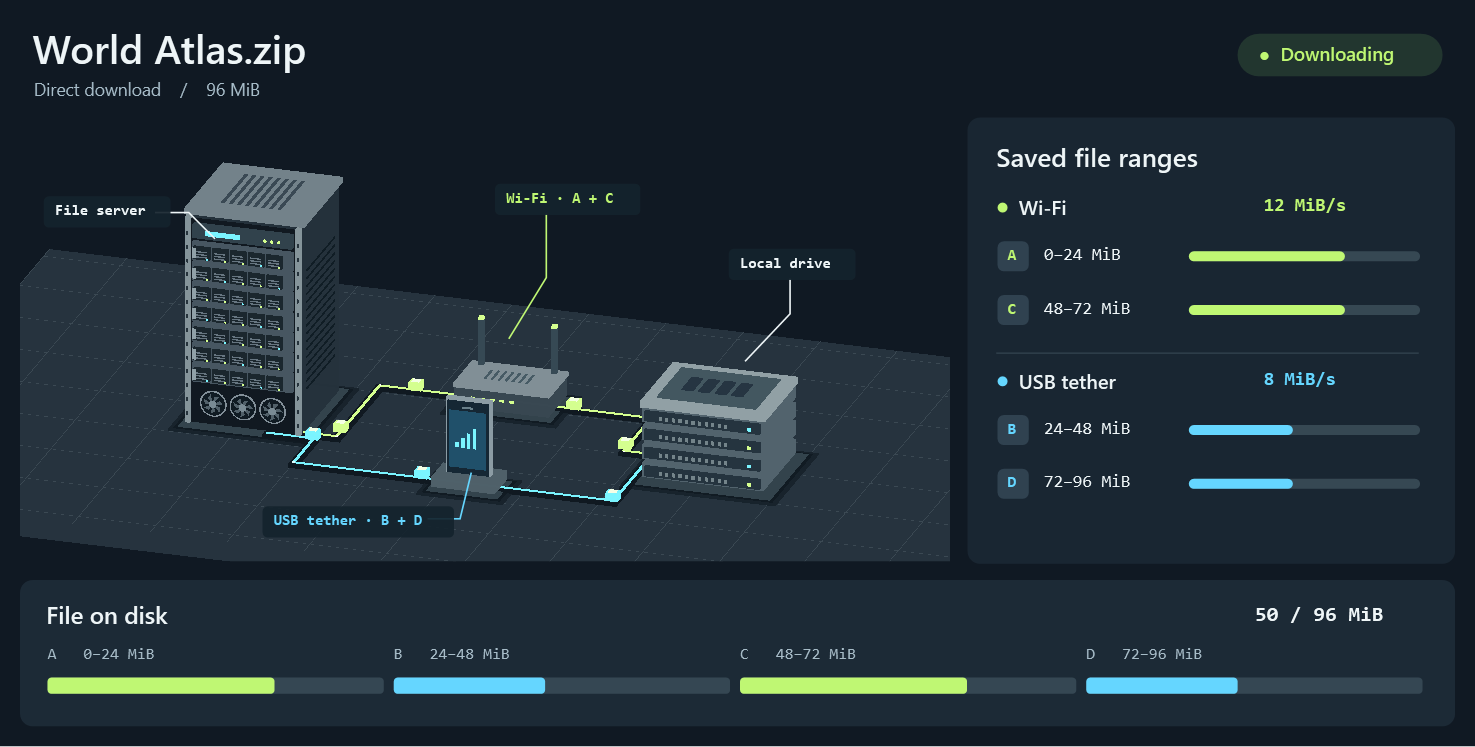 World Atlas.zip
Direct download / 96 MiB
Downloading
File server
Wi-Fi · A + C
Local drive
USB tether · B + D
Saved file ranges
Wi-Fi 12 MiB/s
A 0–24 MiB
C 48–72 MiB
USB tether 8 MiB/s
B 24–48 MiB
D 72–96 MiB
File on disk 50 / 96 MiB
A 0–24 MiB B 24–48 MiB C 48–72 MiB D 72–96 MiB